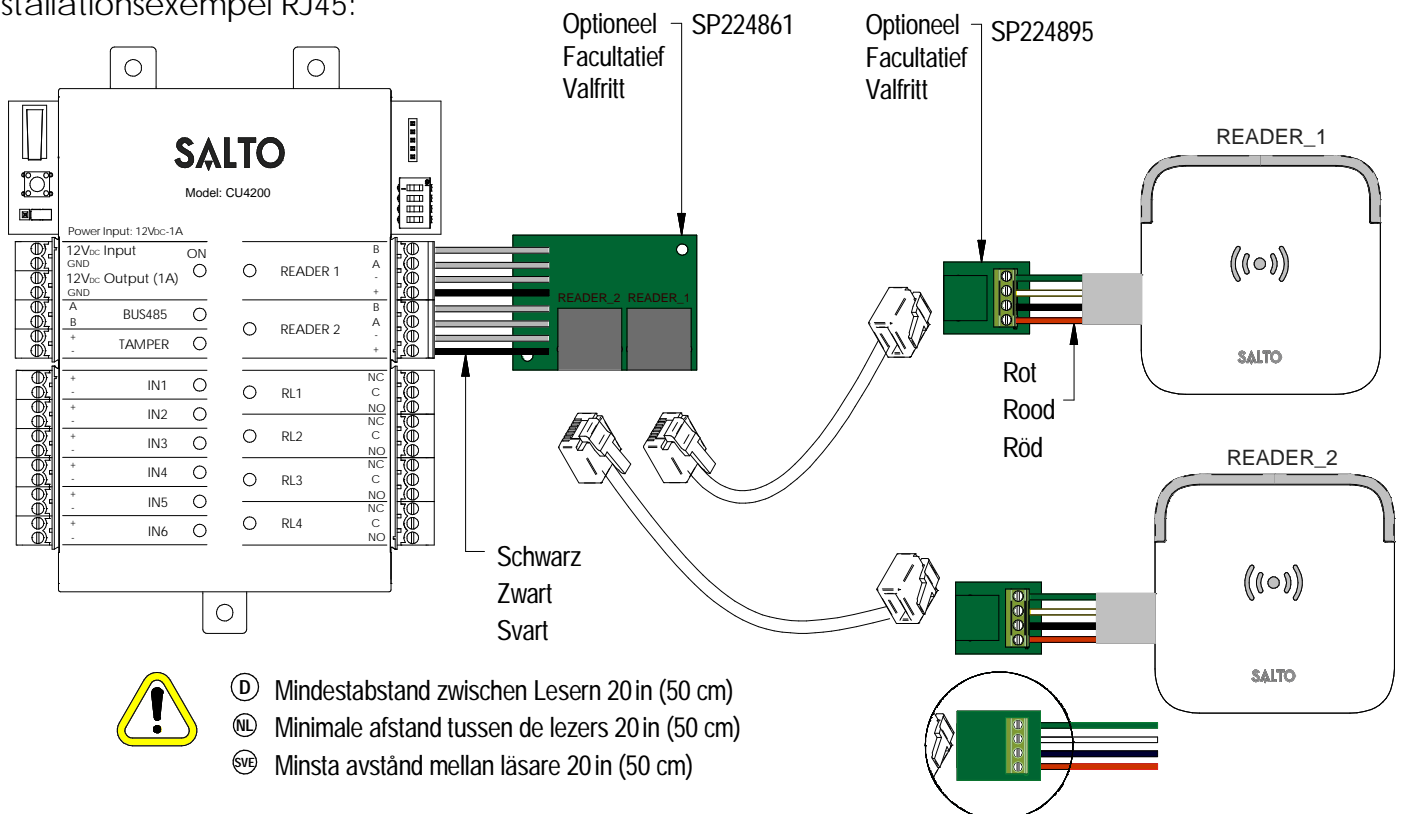 stallationsexempel RJ45:
Optioneel
Facultatief
Valfritt
SP224861
Optioneel
Facultatief
Valfritt
SP224895
READER_1
SALTO
Model: CU4200
Power Input: 12VDC-1A
12VDC Input
GND
12VDC Output (1A)
GND
ON
A
B
BUS485
+
-
TAMPER
+
-
IN1
+
-
IN2
+
-
IN3
+
-
IN4
+
-
IN5
+
-
IN6
READER 1
B
A
-
+
READER 2
B
A
-
+
RL1
NC
C
NO
RL2
NC
C
NO
RL3
NC
C
NO
RL4
NC
C
NO
READER_2 READER_1
SALTO
Rot
Rood
Röd
READER_2
SALTO
Schwarz
Zwart
Svart
D Mindestabstand zwischen Lesern 20 in (50 cm)
NL Minimale afstand tussen de lezers 20 in (50 cm)
SVE Minsta avstånd mellan läsare 20 in (50 cm)